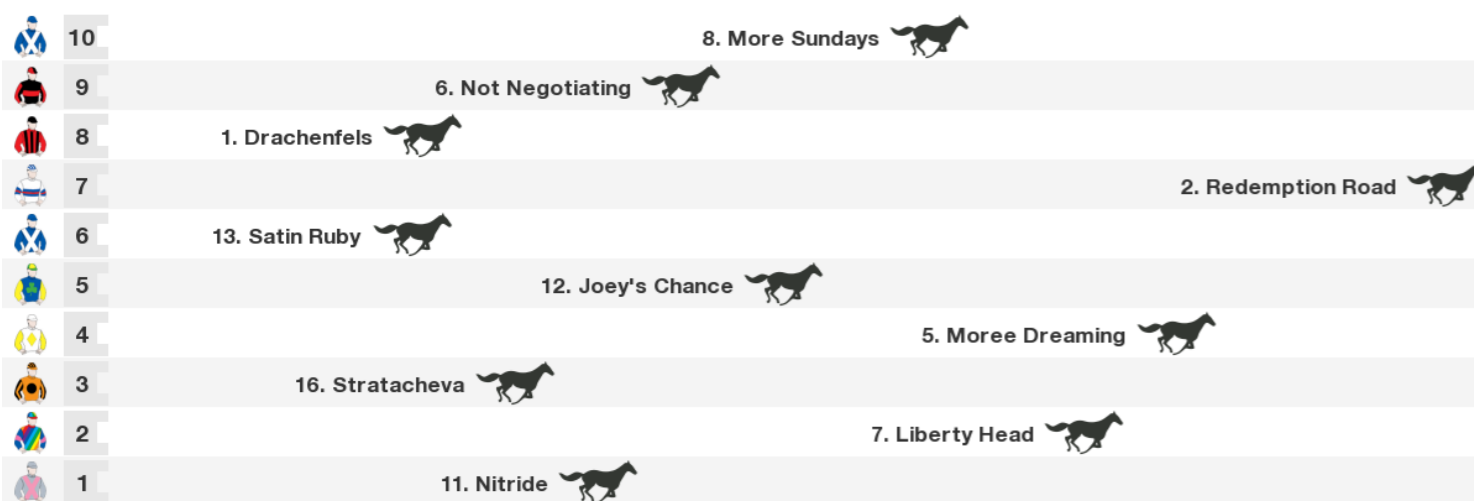 10 8. More Sundays
9 6. Not Negotiating
8 1. Drachenfels
7 2. Redemption Road
6 13. Satin Ruby
5 12. Joey's Chance
4 5. Moree Dreaming
3 16. Stratacheva
2 7. Liberty Head
1 11. Nitride